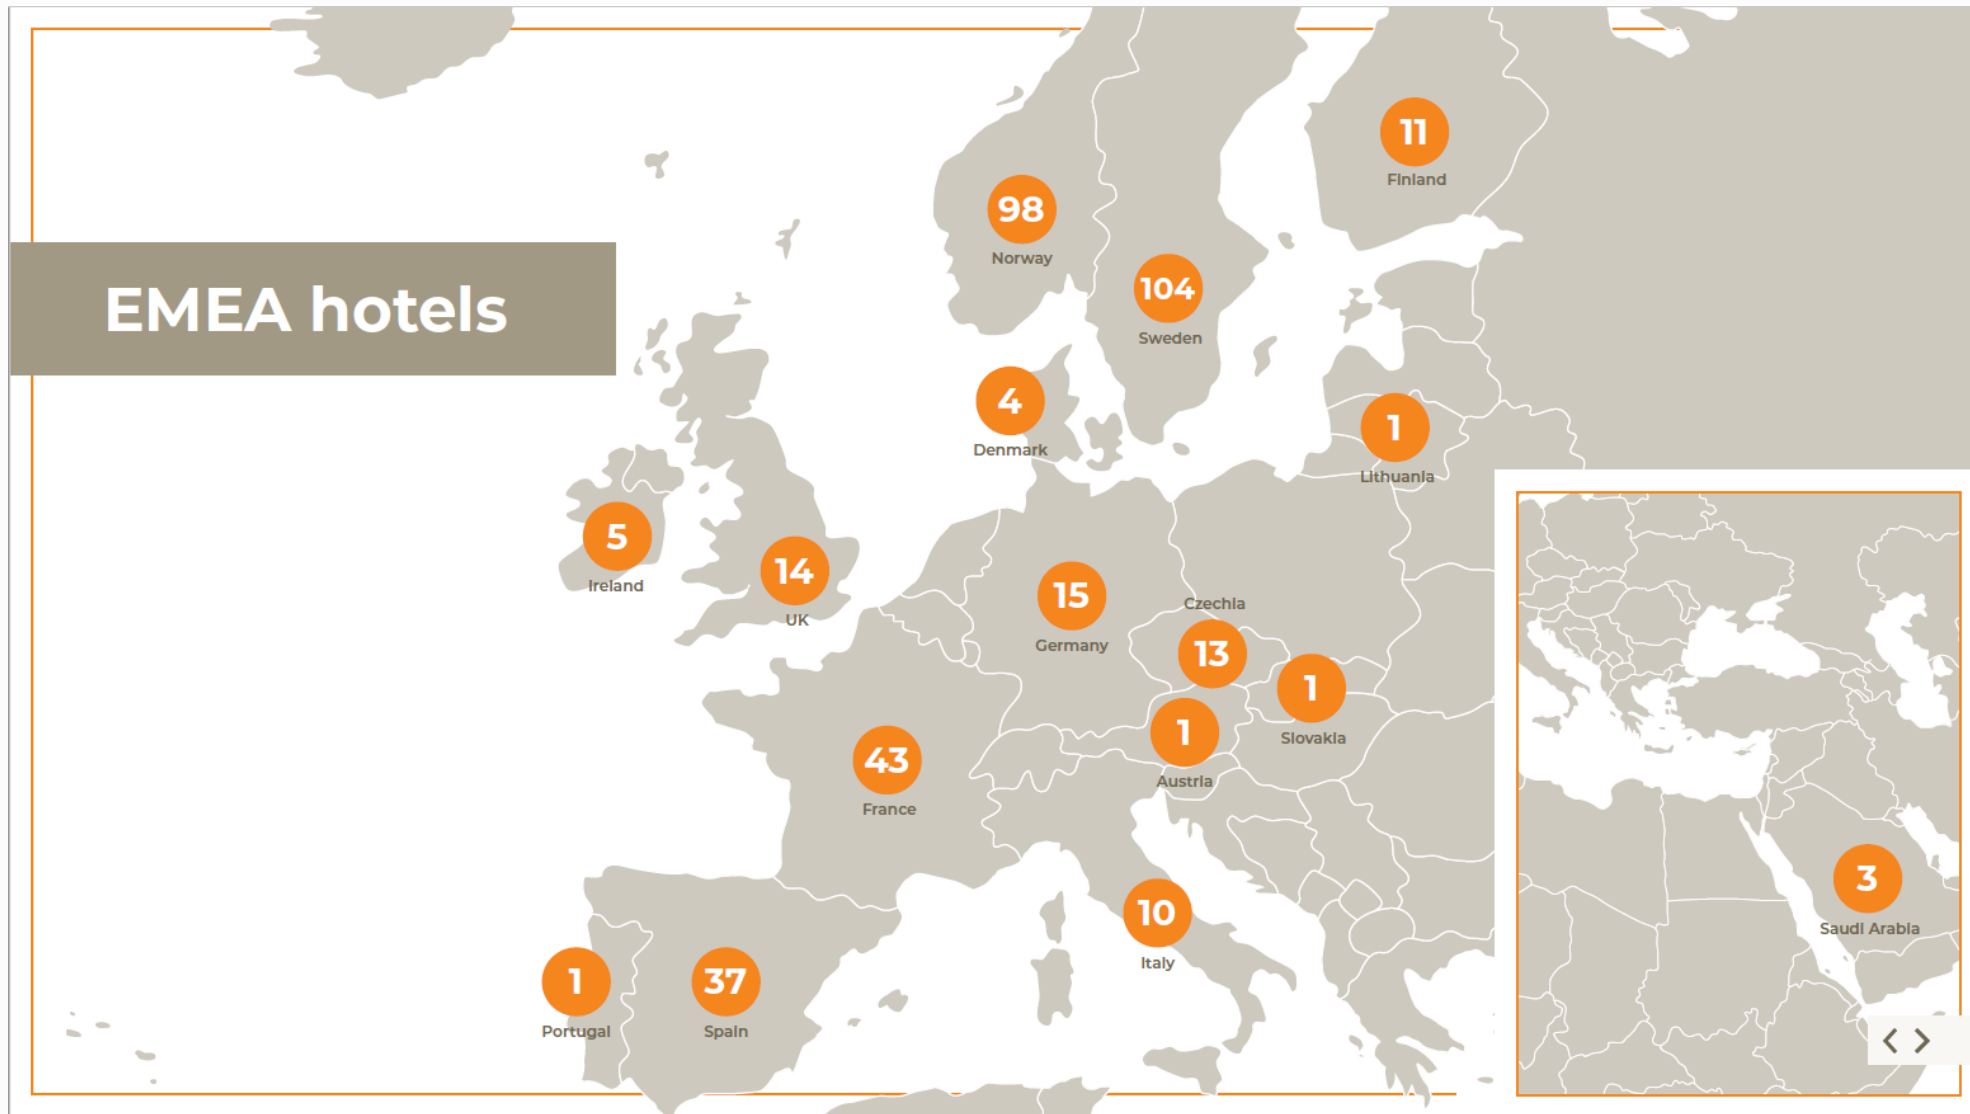 11
Finland
98
Norway
104
Sweden
EMEA hotels
4
Denmark
1
Lithuania
5
Ireland
14
UK
15
Germany
Czechia
13
1
Slovakia
1
Austria
43
France
3
Saudi Arabia
10
Italy
1
Portugal
37
Spain